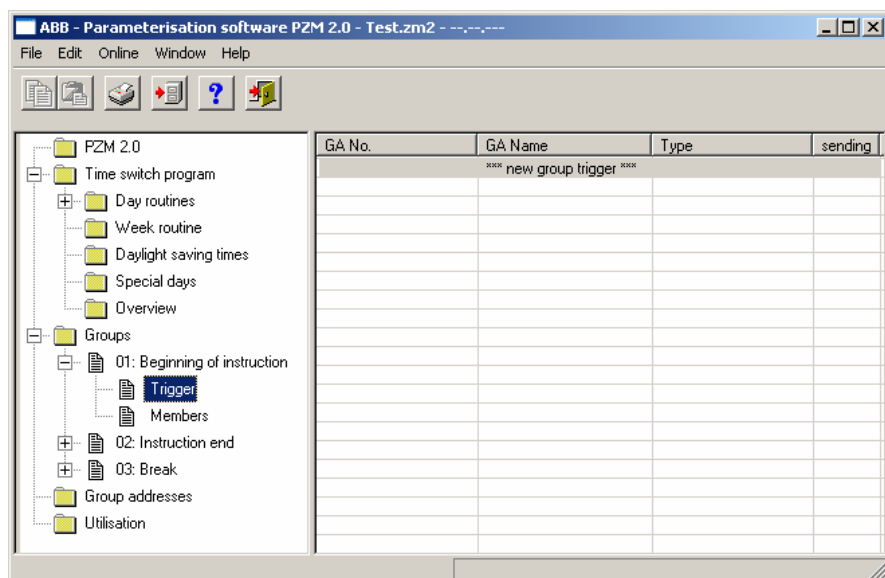 ABB - Parameterisation software PZM 2.0 - Test.zm2 - --.--.---
File Edit Online Window Help
PZM 2.0
Time switch program
Day routines
Week routine
Daylight saving times
Special days
Overview
Groups
01: Beginning of instruction
Trigger
Members
02: Instruction end
03: Break
Group addresses
Utilisation
GA No. GA Name Type sending
*** new group trigger ***